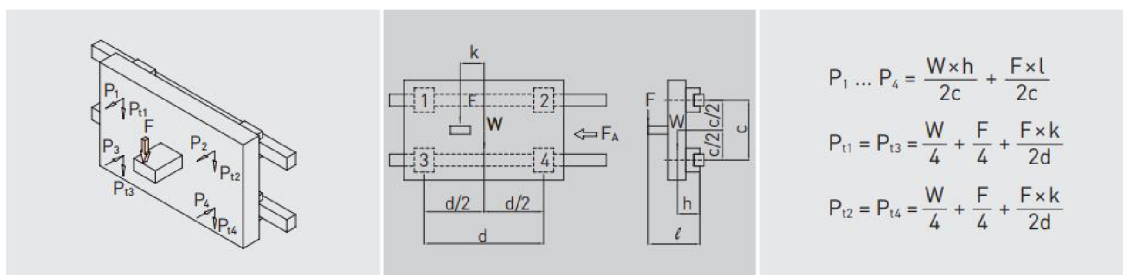 P₁
Pₜ₁
F
P₃
Pₜ₃
P₂
Pₜ₂
P₄
Pₜ₄
k
1
F
2
W
F_A
3
4
d/2
d/2
d
F
W
c/2
c/2
c
h
ℓ
P₁ ... P₄ = W×h/2c + F×l/2c
Pₜ₁ = Pₜ₃ = W/4 + F/4 + F×k/2d
Pₜ₂ = Pₜ₄ = W/4 + F/4 + F×k/2d